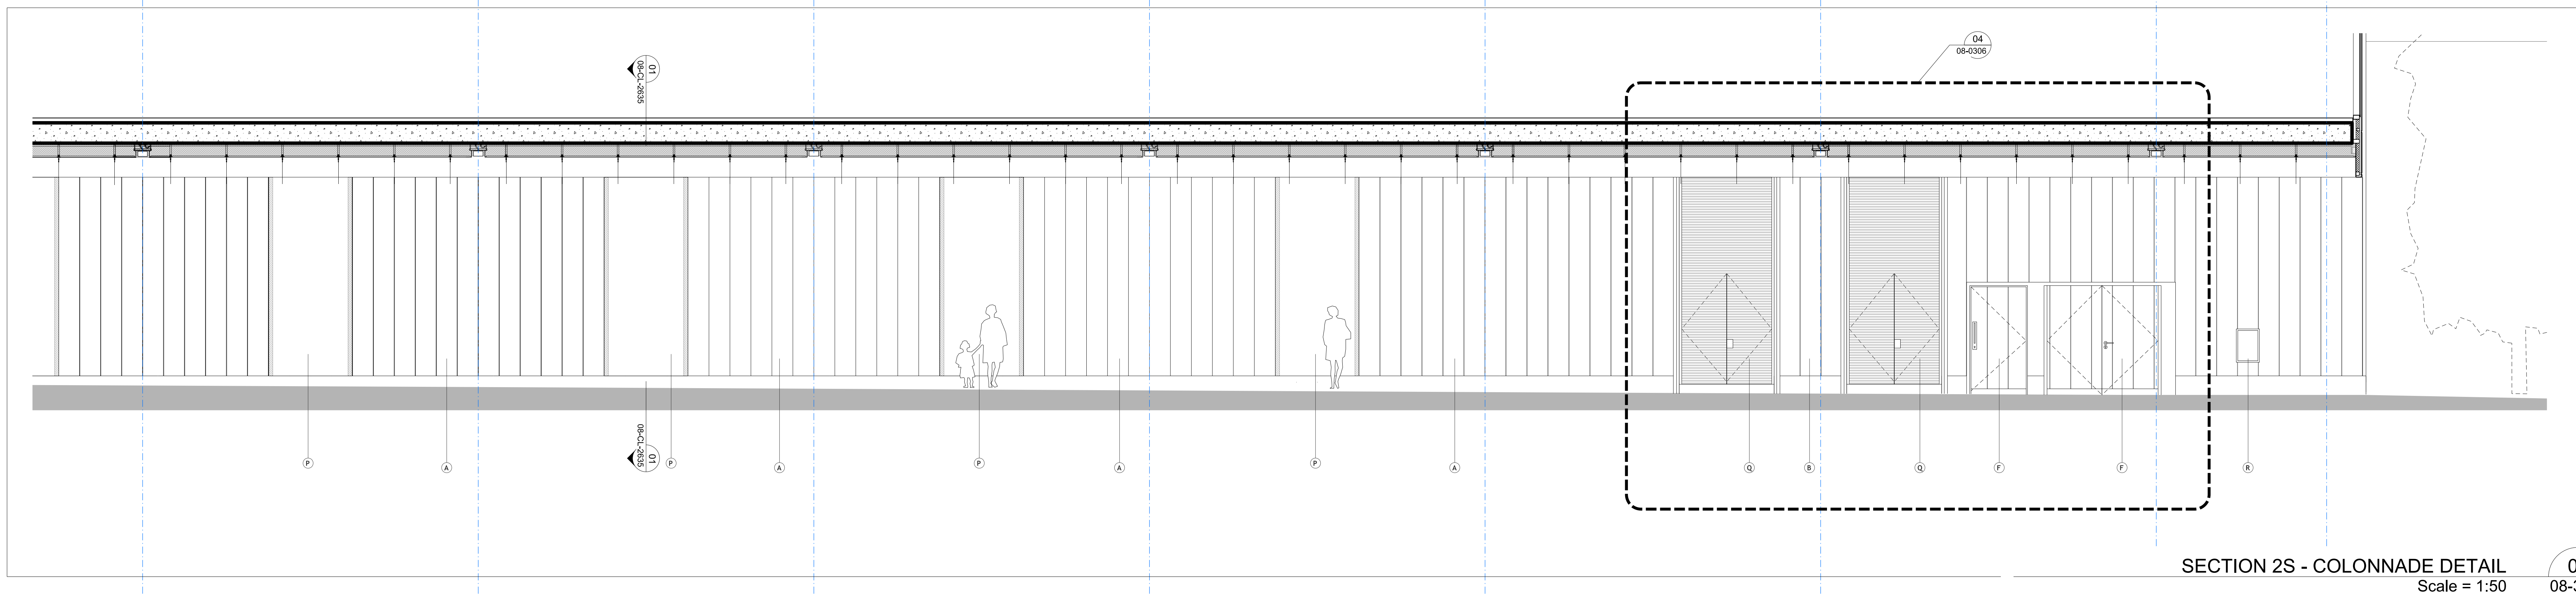 04
08-0306
01
08-CL-2635
P
A
01
08-CL-2635
P
A
P
A
P
A
Q
B
Q
F
F
R
SECTION 2S - COLONNADE DETAIL
Scale = 1:50